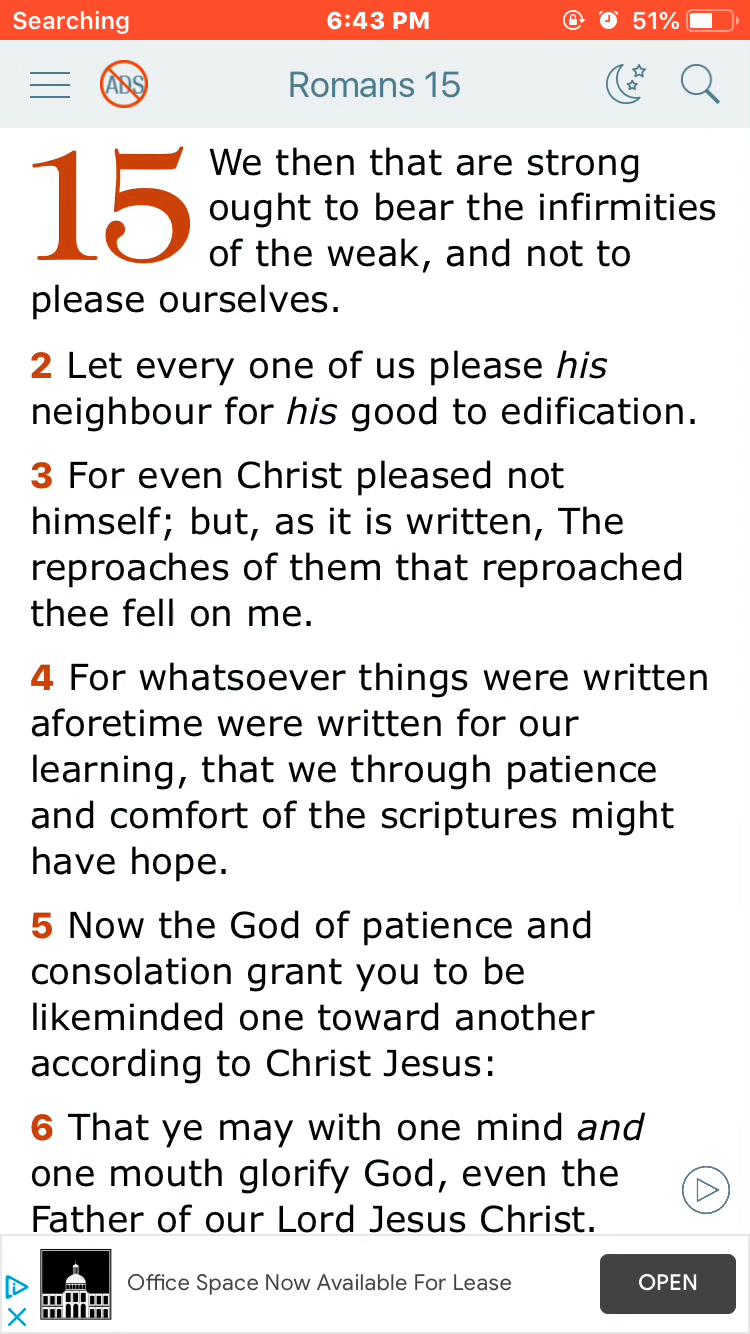 Searching 6:43 PM 51%
ADS Romans 15
15 We then that are strong
ought to bear the infirmities
of the weak, and not to
please ourselves.
2 Let every one of us please his
neighbour for his good to edification.
3 For even Christ pleased not
himself; but, as it is written, The
reproaches of them that reproached
thee fell on me.
4 For whatsoever things were written
aforetime were written for our
learning, that we through patience
and comfort of the scriptures might
have hope.
5 Now the God of patience and
consolation grant you to be
likeminded one toward another
according to Christ Jesus:
6 That ye may with one mind and
one mouth glorify God, even the
Father of our Lord Jesus Christ.
Office Space Now Available For Lease OPEN